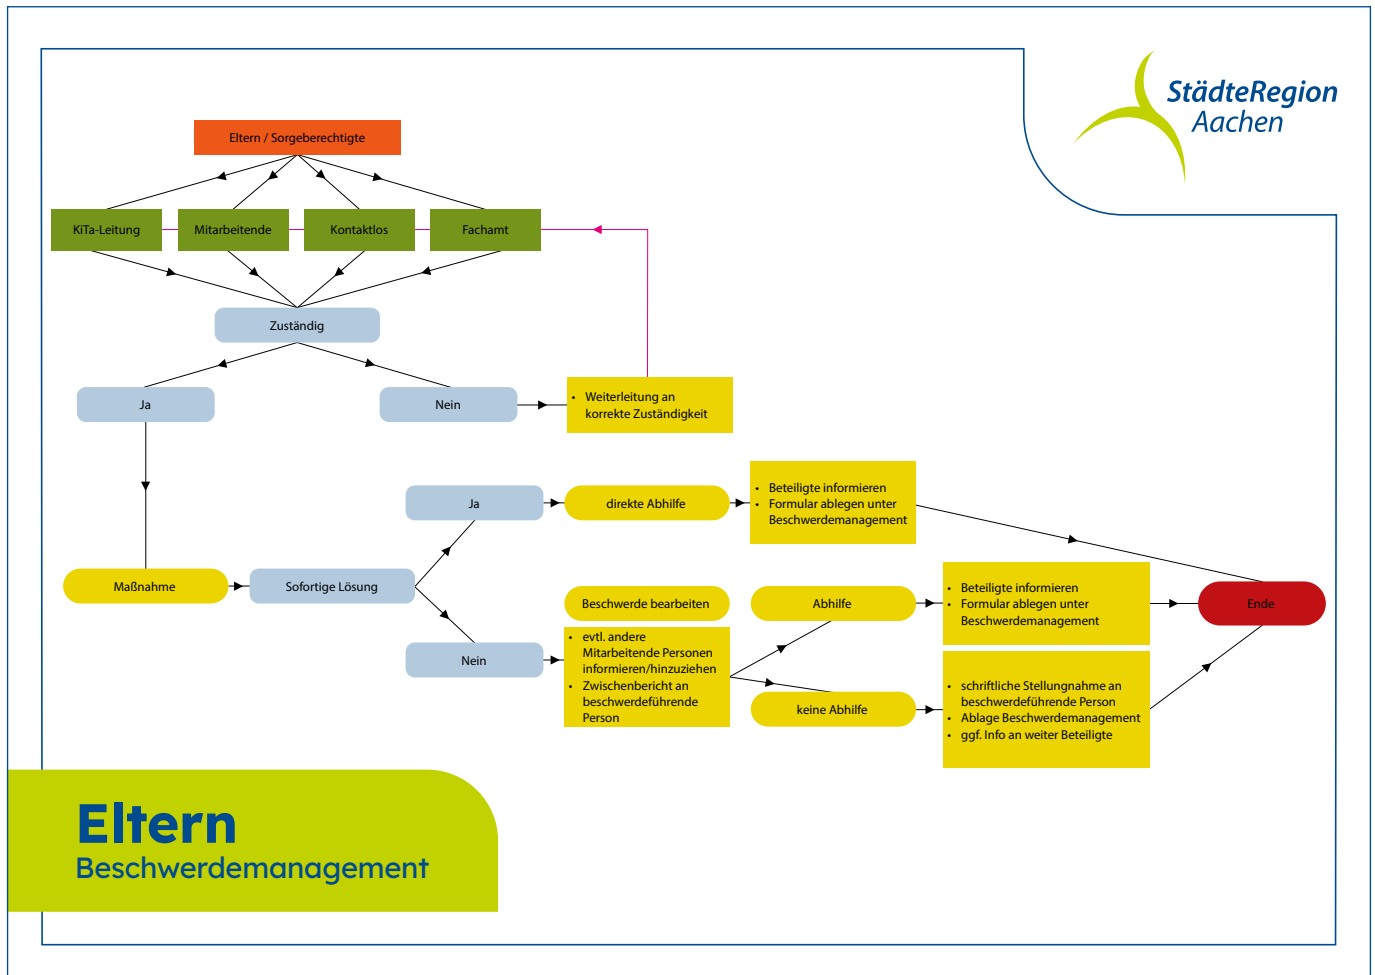 StädteRegion
Aachen
Eltern / Sorgeberechtigte
KiTa-Leitung
Mitarbeitende
Kontaktlos
Fachamt
Zuständig
Ja
Nein
• Weiterleitung an
korrekte Zuständigkeit
Ja
direkte Abhilfe
• Beteiligte informieren
• Formular ablegen unter
Beschwerdemanagement
Maßnahme
Sofortige Lösung
Nein
Beschwerde bearbeiten
• evtl. andere
Mitarbeitende Personen
informieren/hinzuziehen
• Zwischenbericht an
beschwerdeführende
Person
Abhilfe
• Beteiligte informieren
• Formular ablegen unter
Beschwerdemanagement
Ende
keine Abhilfe
• schriftliche Stellungnahme an
beschwerdeführende Person
• Ablage Beschwerdemanagement
• ggf. Info an weiter Beteiligte
Eltern
Beschwerdemanagement